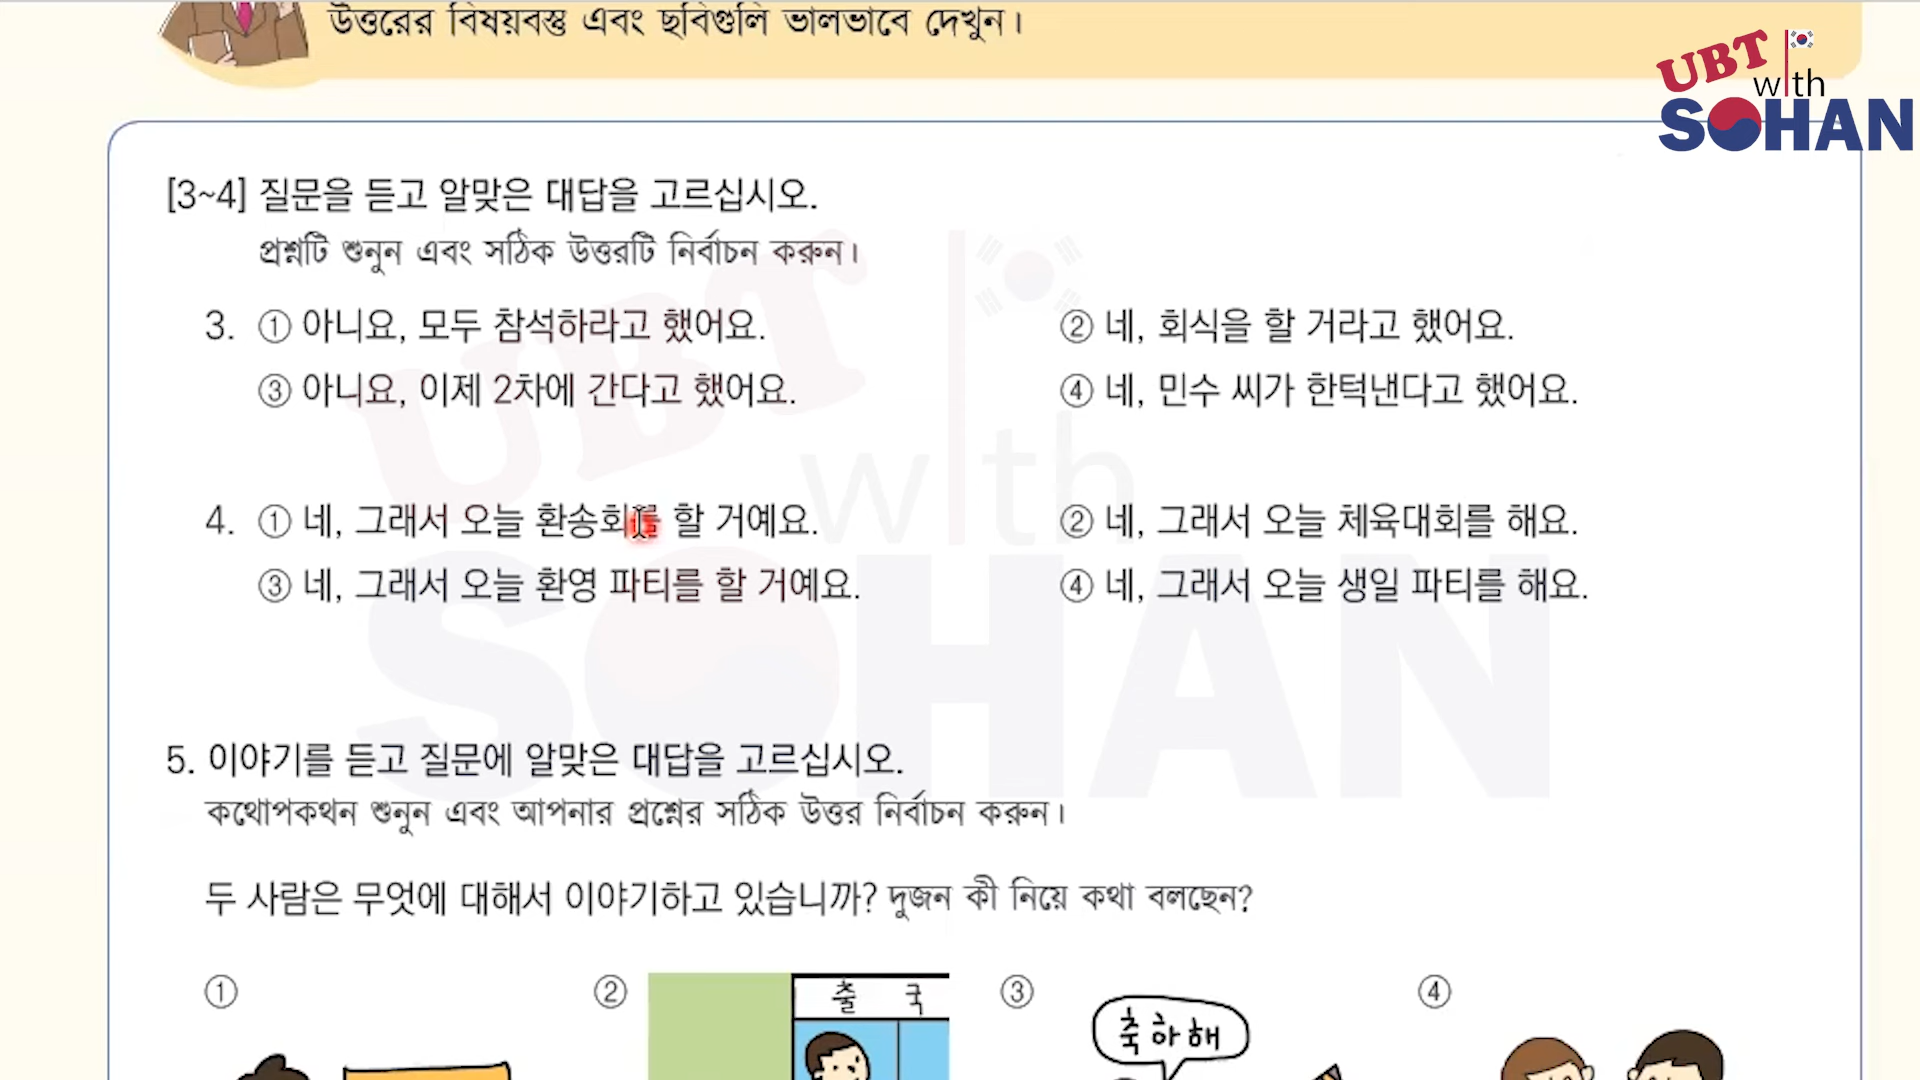 উত্তরের বিষয়বস্তু এবং ছবিগুলি ভালভাবে দেখুন।
UBT
with
SOHAN
[3~4] 질문을 듣고 알맞은 대답을 고르십시오.
প্রশ্নটি শুনুন এবং সঠিক উত্তরটি নির্বাচন করুন।
3. ① 아니요, 모두 참석하라고 했어요.
② 네, 회식을 할 거라고 했어요.
③ 아니요, 이제 2차에 간다고 했어요.
④ 네, 민수 씨가 한턱낸다고 했어요.
4. ① 네, 그래서 오늘 환송회를 할 거예요.
② 네, 그래서 오늘 체육대회를 해요.
③ 네, 그래서 오늘 환영 파티를 할 거예요.
④ 네, 그래서 오늘 생일 파티를 해요.
UBT
with
SOHAN
5. 이야기를 듣고 질문에 알맞은 대답을 고르십시오.
কথোপকথন শুনুন এবং আপনার প্রশ্নের সঠিক উত্তর নির্বাচন করুন।
두 사람은 무엇에 대해서 이야기하고 있습니까? দুজন কী নিয়ে কথা বলছেন?
① ② ③ ④
출 국
축하해